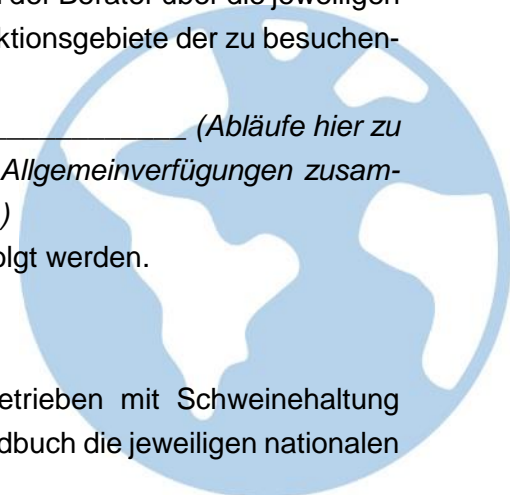 der Berater über die jeweiligen
ktionsgebiete der zu besuchen-
____________ (Abläufe hier zu
Allgemeinverfügungen zusam-
)
olgt werden.
etrieben mit Schweinehaltung
dbuch die jeweiligen nationalen